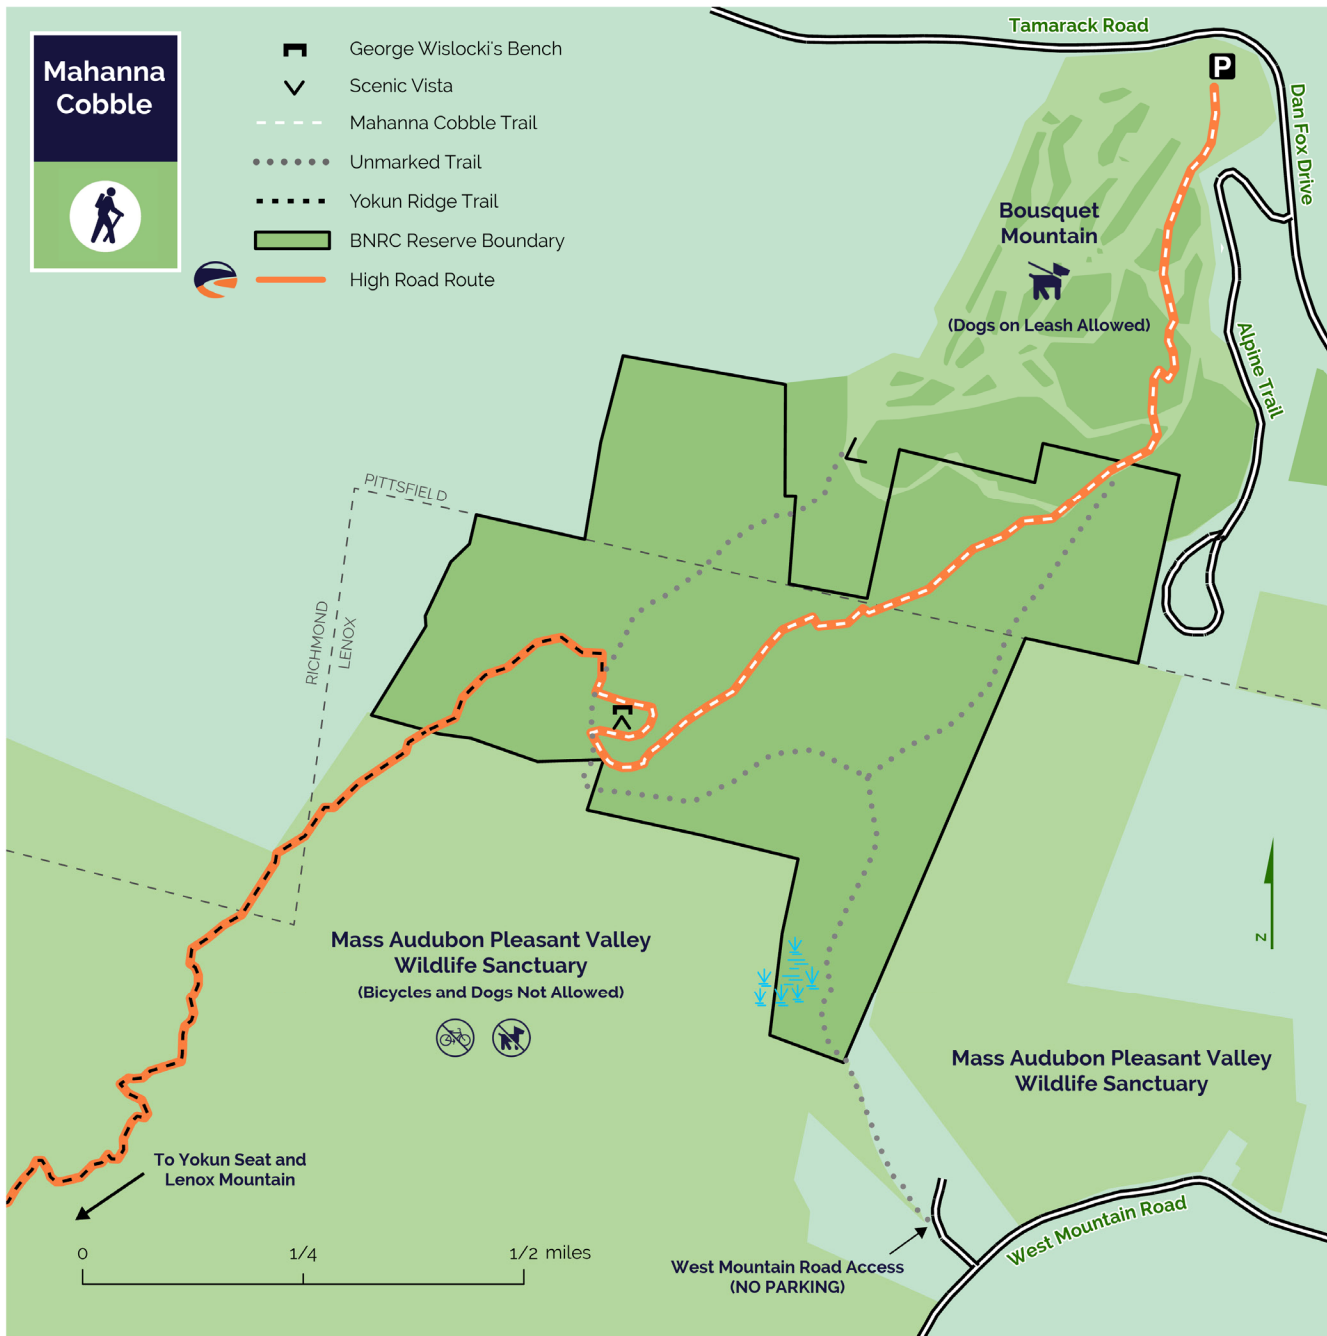 Mahanna
Cobble
George Wislocki's Bench
Scenic Vista
Mahanna Cobble Trail
Unmarked Trail
Yokun Ridge Trail
BNRC Reserve Boundary
High Road Route
Tamarack Road
P
Dan Fox Drive
Bousquet
Mountain
(Dogs on Leash Allowed)
Alpine Trail
PITTSFIELD
RICHMOND
LENOX
Mass Audubon Pleasant Valley
Wildlife Sanctuary
(Bicycles and Dogs Not Allowed)
N
Mass Audubon Pleasant Valley
Wildlife Sanctuary
To Yokun Seat and
Lenox Mountain
0 1/4 1/2 miles
West Mountain Road
West Mountain Road Access
(NO PARKING)